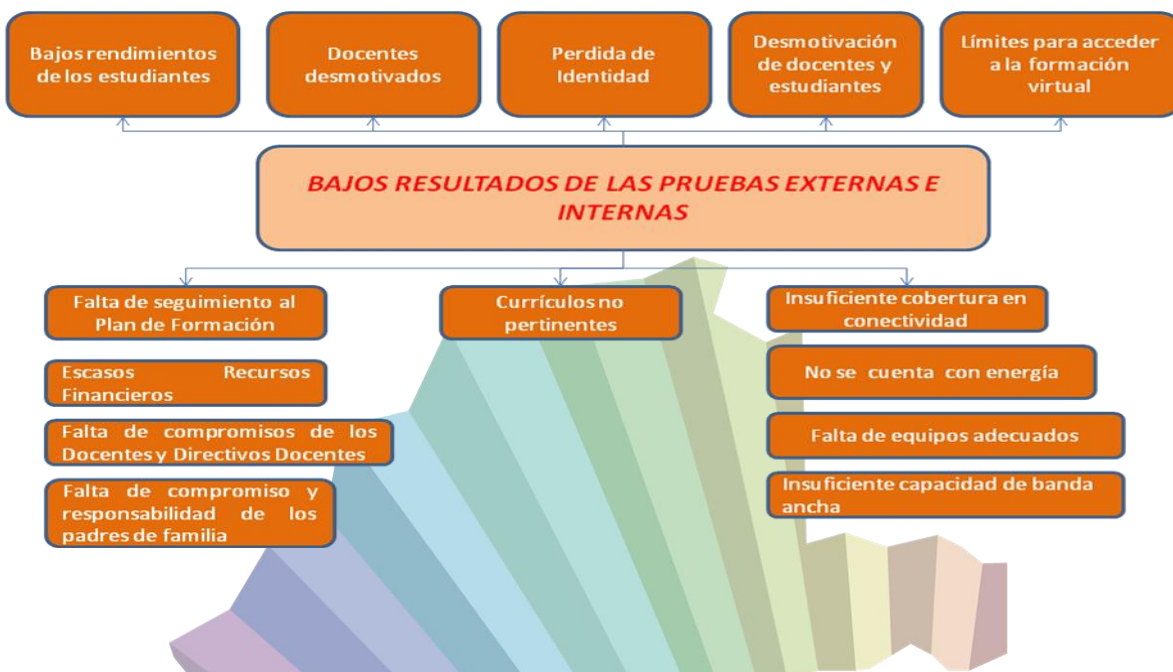 Bajos rendimientos
de los estudiantes
Docentes
desmotivados
Perdida de
Identidad
Desmotivación
de docentes y
estudiantes
Límites para acceder
a la formación
virtual
BAJOS RESULTADOS DE LAS PRUEBAS EXTERNAS E
INTERNAS
Falta de seguimiento al
Plan de Formación
Escasos Recursos
Financieros
Falta de compromisos de los
Docentes y Directivos Docentes
Falta de compromiso y
responsabilidad de los
padres de familia
Currículos no
pertinentes
Insuficiente cobertura en
conectividad
No se cuenta con energía
Falta de equipos adecuados
Insuficiente capacidad de banda
ancha